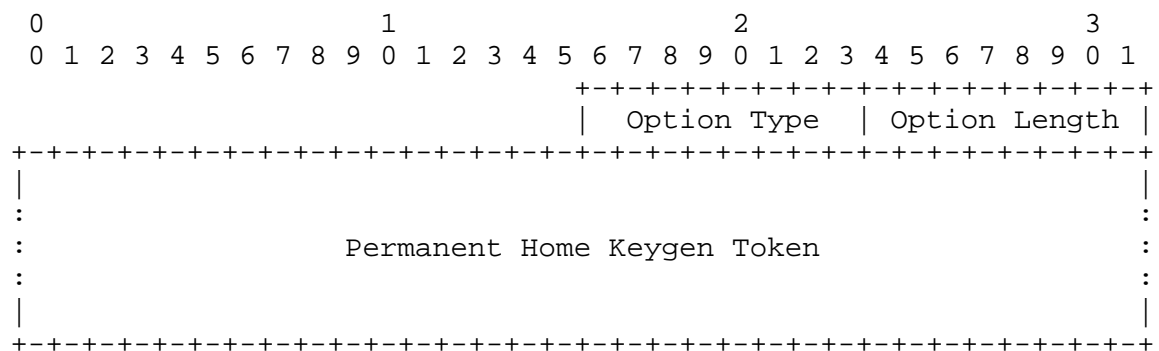 0                   1                   2                   3
 0 1 2 3 4 5 6 7 8 9 0 1 2 3 4 5 6 7 8 9 0 1 2 3 4 5 6 7 8 9 0 1
                                +-+-+-+-+-+-+-+-+-+-+-+-+-+-+-+-+
                                |  Option Type  | Option Length |
+-+-+-+-+-+-+-+-+-+-+-+-+-+-+-+-+-+-+-+-+-+-+-+-+-+-+-+-+-+-+-+-+
|                                                               |
:                                                               :
:                  Permanent Home Keygen Token                  :
:                                                               :
|                                                               |
+-+-+-+-+-+-+-+-+-+-+-+-+-+-+-+-+-+-+-+-+-+-+-+-+-+-+-+-+-+-+-+-+